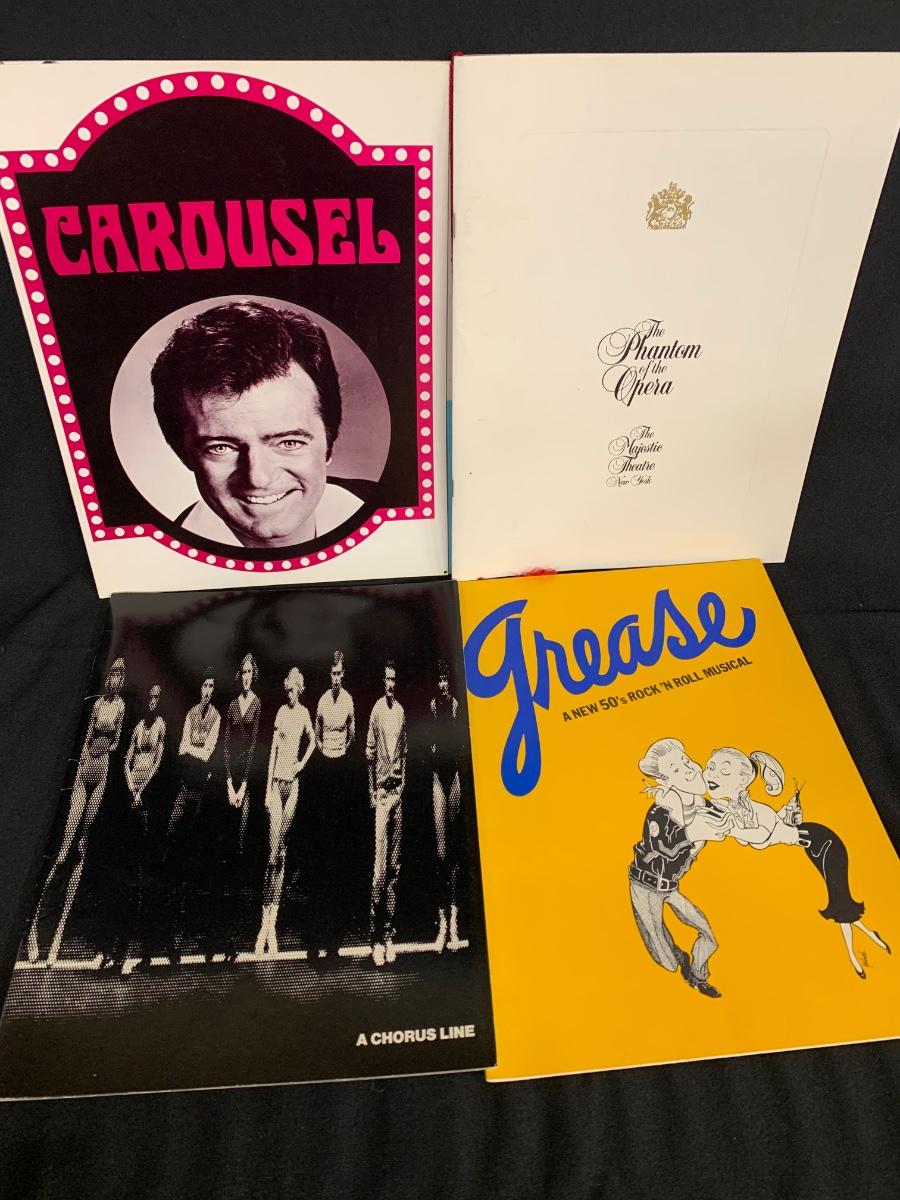 CAROUSEL
The
Phantom
of the
Opera
The
Majestic
Theatre
New York
A CHORUS LINE
Grease
A NEW 50's ROCK 'N ROLL MUSICAL